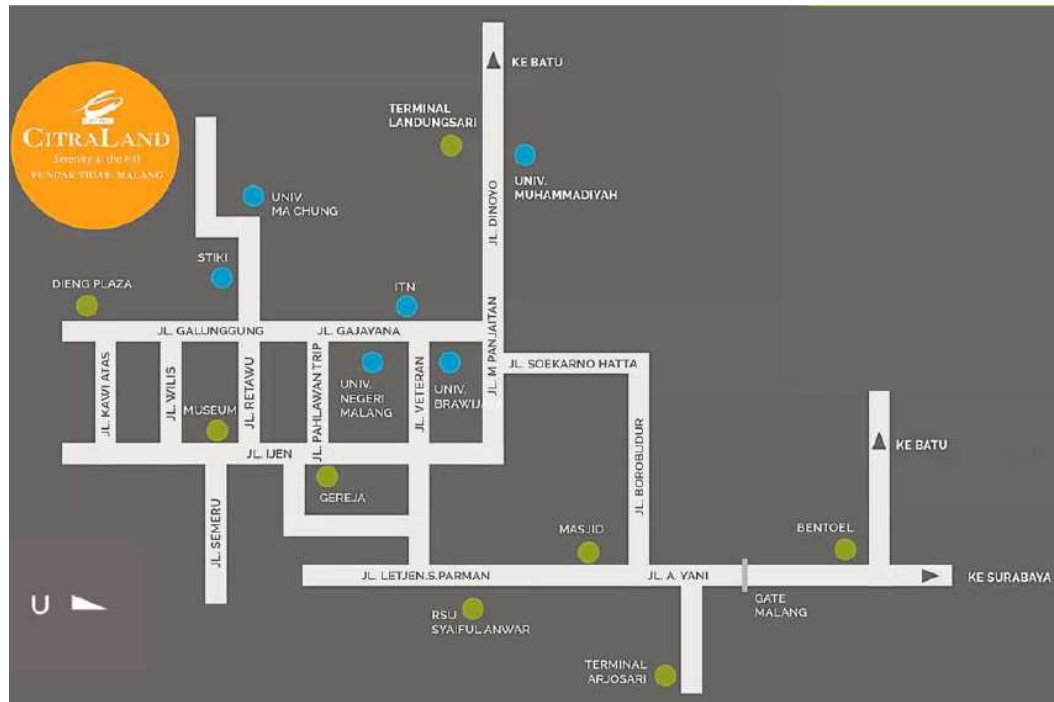 KE BATU
TERMINAL
LANDUNGSARI
CITRALAND
Serenity at the Hill
PUNCAK TIDAR, MALANG
UNIV.
MUHAMMADIYAH
UNIV.
MA CHUNG
JL. DINOYO
STIKI
DIENG PLAZA
ITN
JL. GALUNGGUNG
JL. GAJAYANA
JL. M PANJAITAN
JL. SOEKARNO HATTA
JL. KAWI ATAS
JL. WILIS
JL. RETAWU
JL. PAHLAWAN TRIP
UNIV.
NEGERI
MALANG
JL. VETERAN
UNIV.
BRAWIJAYA
MUSEUM
JL. IJEN
KE BATU
GEREJA
JL. BOROBUDUR
JL. SEMERU
MASJID
BENTOEL
JL. LETJEN.S.PARMAN
JL. A. YANI
KE SURABAYA
U
RSU
SYAIFUL ANWAR
GATE
MALANG
TERMINAL
ARJOSARI